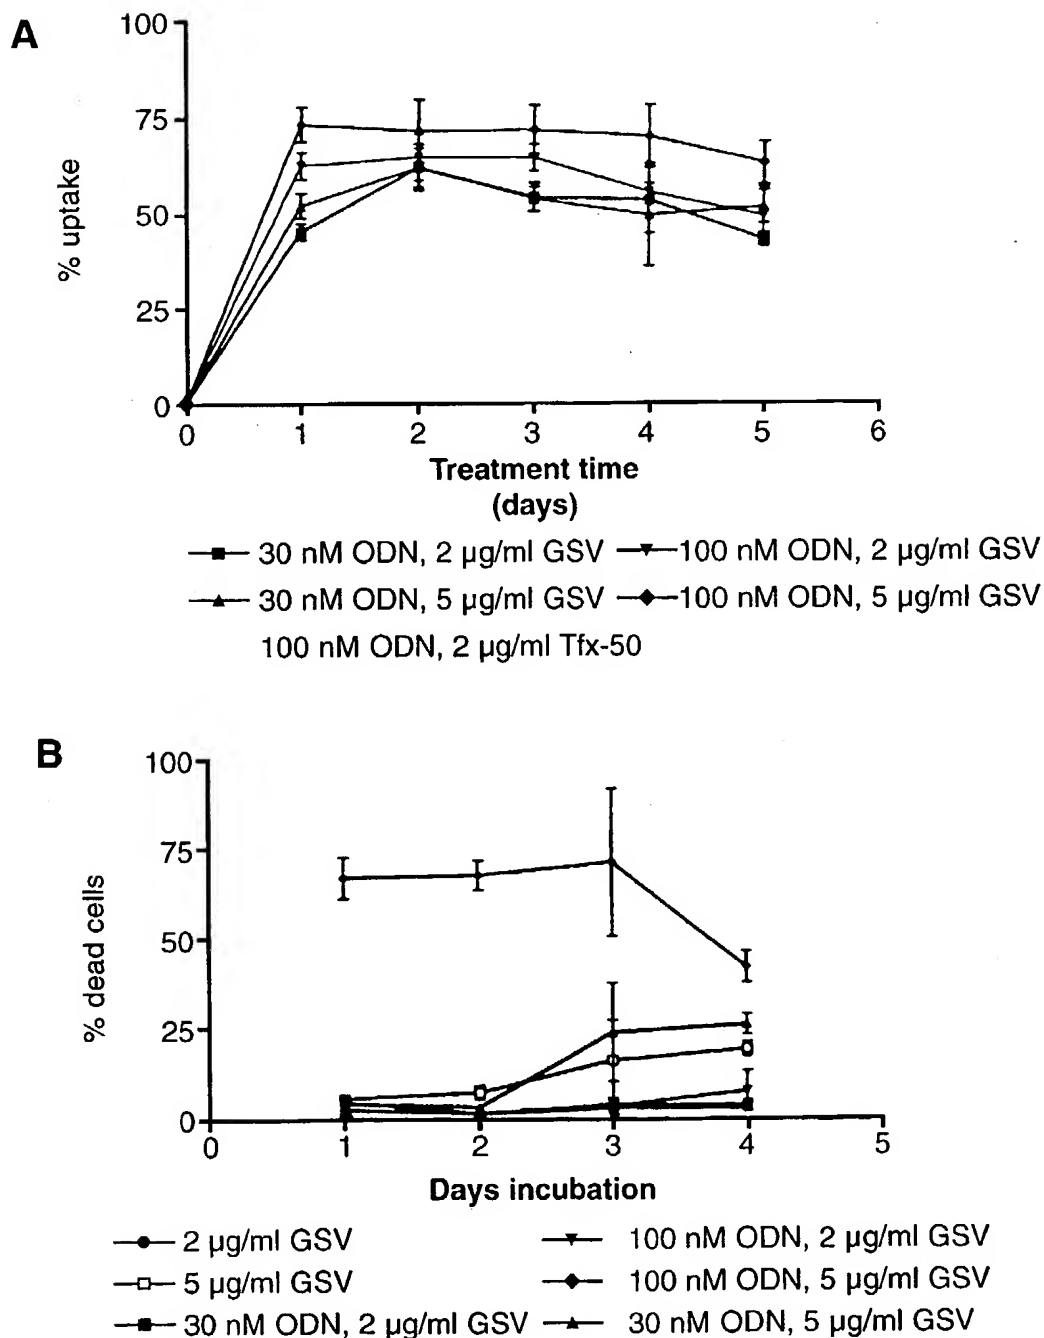 A
100
75
50
25
0
% uptake
0 1 2 3 4 5 6
Treatment time
(days)
30 nM ODN, 2 µg/ml GSV 100 nM ODN, 2 µg/ml GSV
30 nM ODN, 5 µg/ml GSV 100 nM ODN, 5 µg/ml GSV
100 nM ODN, 2 µg/ml Tfx-50
B
100
75
50
25
0
% dead cells
0 1 2 3 4 5
Days incubation
2 µg/ml GSV 100 nM ODN, 2 µg/ml GSV
5 µg/ml GSV 100 nM ODN, 5 µg/ml GSV
30 nM ODN, 2 µg/ml GSV 30 nM ODN, 5 µg/ml GSV